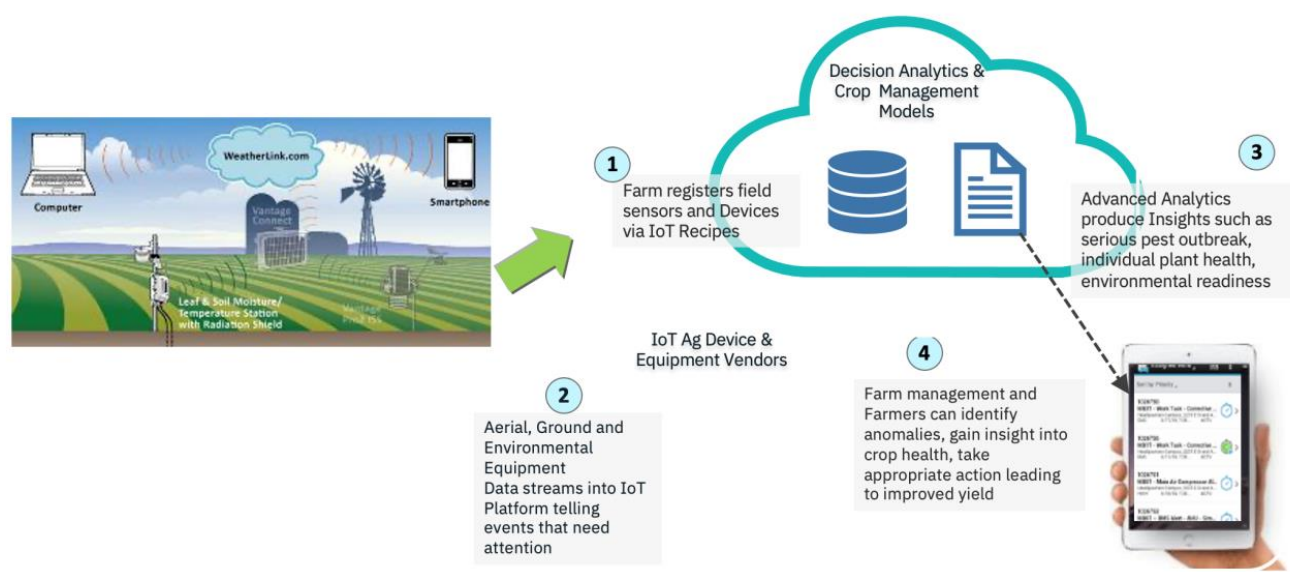 Decision Analytics &
Crop Management
Models
WeatherLink.com
Computer
Smartphone
Vantage
Connect
Leaf & Soil Moisture/
Temperature Station
with Radiation Shield
Vantage
1
Farm registers field
sensors and Devices
via IoT Recipes
3
Advanced Analytics
produce Insights such as
serious pest outbreak,
individual plant health,
environmental readiness
IoT Ag Device &
Equipment Vendors
2
Aerial, Ground and
Environmental
Equipment
Data streams into IoT
Platform telling
events that need
attention
4
Farm management and
Farmers can identify
anomalies, gain insight into
crop health, take
appropriate action leading
to improved yield